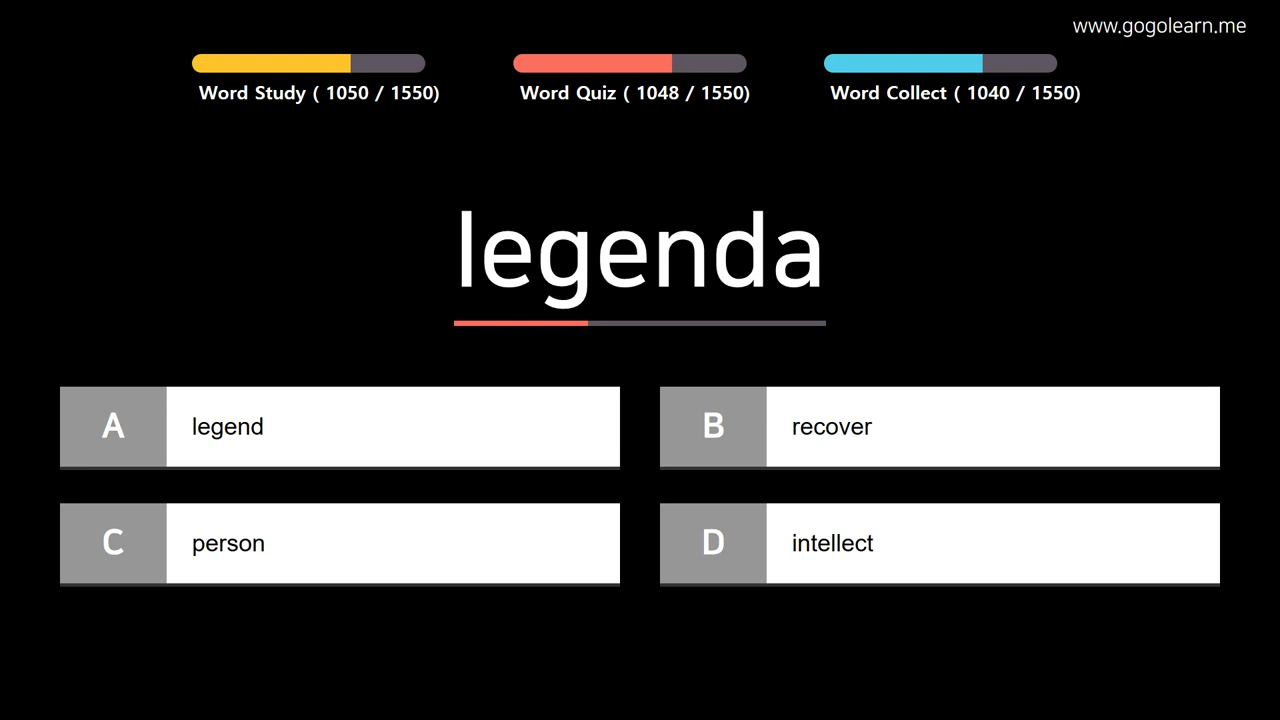 www.gogolearn.me
Word Study ( 1050 / 1550)
Word Quiz ( 1048 / 1550)
Word Collect ( 1040 / 1550)
legenda
A legend
B recover
C person
D intellect